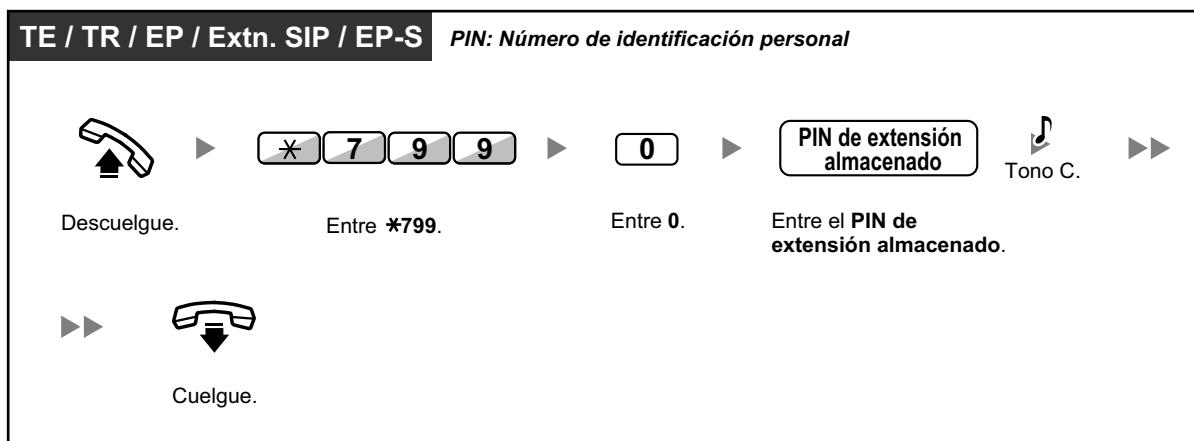 TE / TR / EP / Extn. SIP / EP-S PIN: Número de identificación personal
* 7 9 9
0
PIN de extensión
almacenado
Tono C.
Descuelgue.
Entre *799.
Entre 0.
Entre el PIN de
extensión almacenado.
Cuelgue.